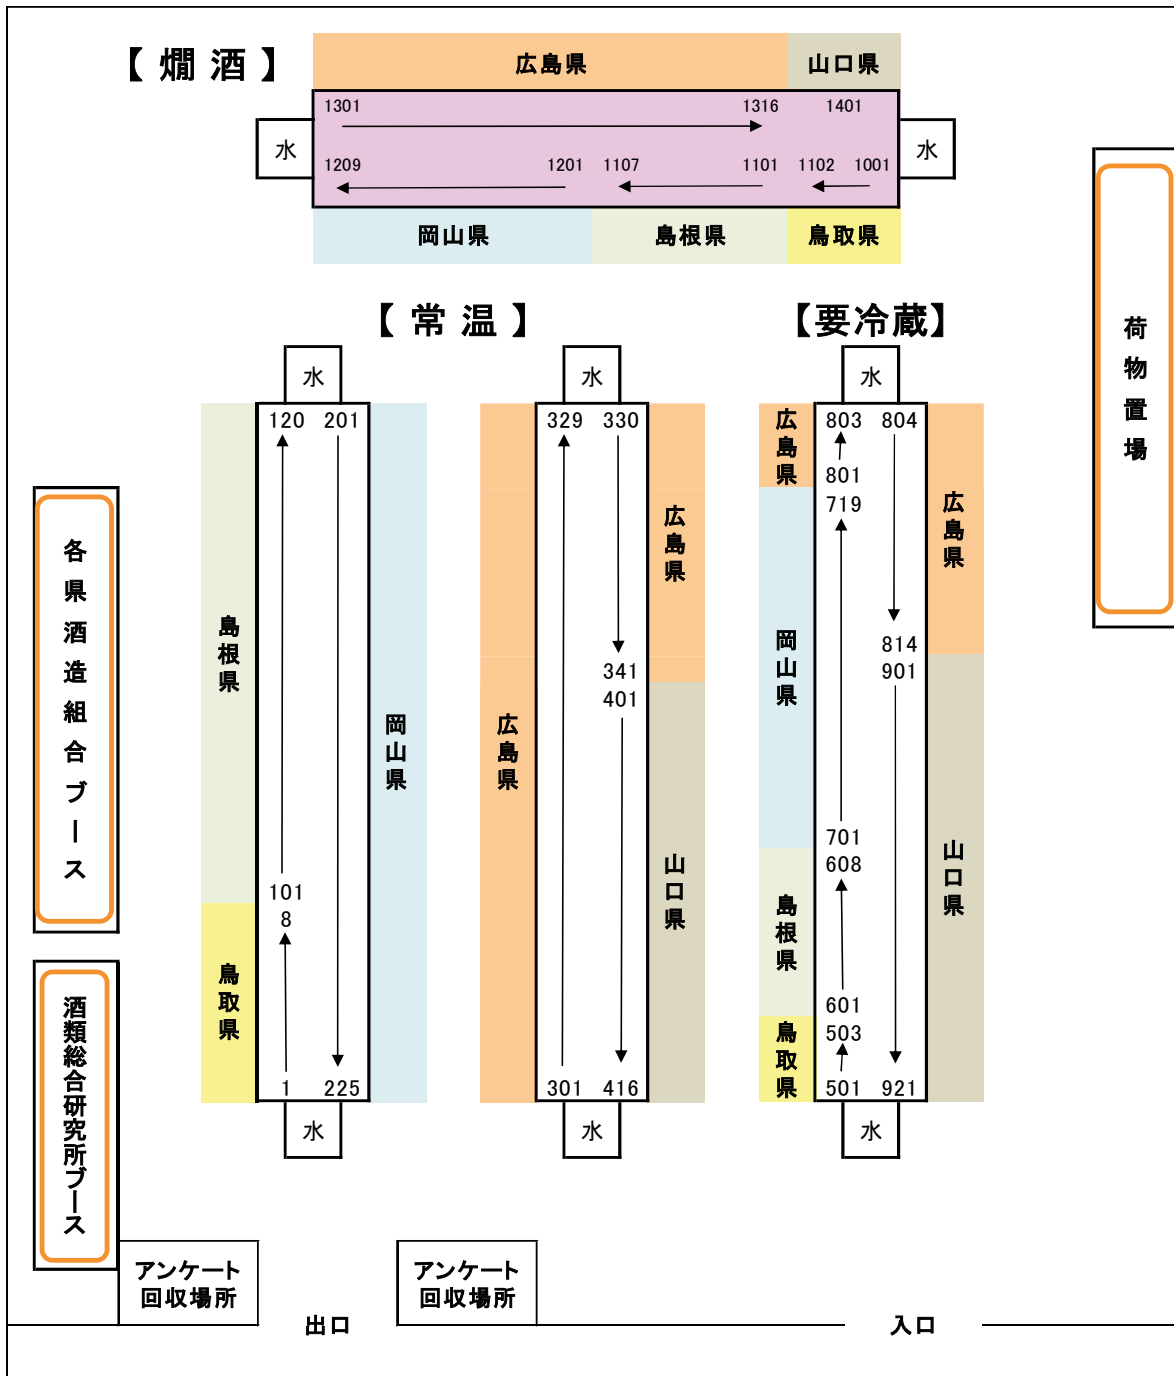 【 燗 酒 】
広島県
山口県
1301
1316
1401
水
水
1209
1201
1107
1101
1102
1001
岡山県
島根県
鳥取県
【 常 温 】
【要冷蔵】
荷物置場
水
水
水
島根県
120
201
岡山県
101
8
鳥取県
1
225
水
広島県
329
330
広島県
341
401
山口県
301
416
水
広島県
803
804
801
広島県
719
岡山県
814
901
701
608
山口県
島根県
601
503
鳥取県
501
921
水
各県酒造組合ブース
酒類総合研究所ブース
アンケート
回収場所
出口
アンケート
回収場所
入口